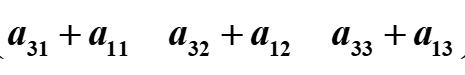 a₃₁ + a₁₁   a₃₂ + a₁₂   a₃₃ + a₁₃